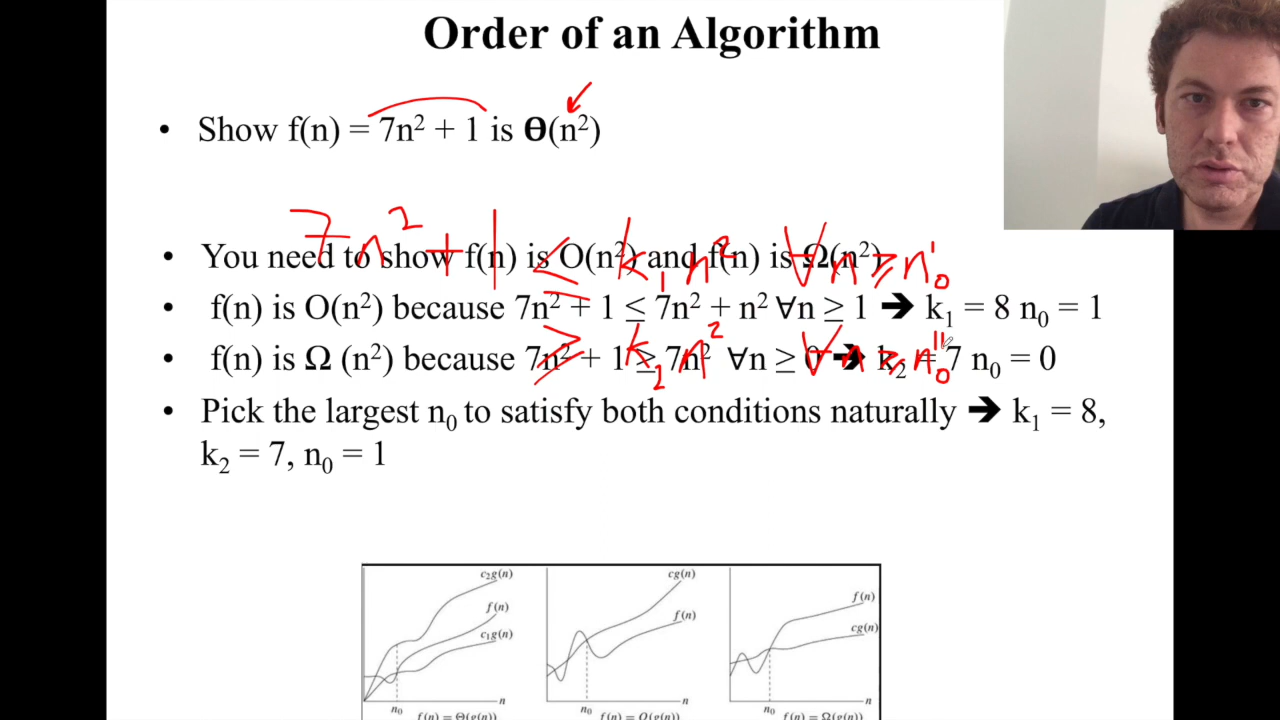 Order of an Algorithm
• Show f(n) = 7n² + 1 is Θ(n²)
7n² + 1 ≤ k₁n² ∀n ≥ n₀'
• You need to show f(n) is O(n²) and f(n) is Ω(n²)
• f(n) is O(n²) because 7n² + 1 ≤ 7n² + n² ∀n ≥ 1 ➔ k₁ = 8 n₀ = 1
≥ k₂n² ∀n ≥ n₀"
• f(n) is Ω (n²) because 7n² + 1 ≥ 7n² ∀n ≥ 0 ➔ k₂ = 7 n₀ = 0
• Pick the largest n₀ to satisfy both conditions naturally ➔ k₁ = 8,
k₂ = 7, n₀ = 1
c₂g(n)
f(n)
c₁g(n)
n
n₀
f(n) = Θ(g(n))
cg(n)
f(n)
n
n₀
f(n) = O(g(n))
f(n)
cg(n)
n
n₀
f(n) = Ω(g(n))